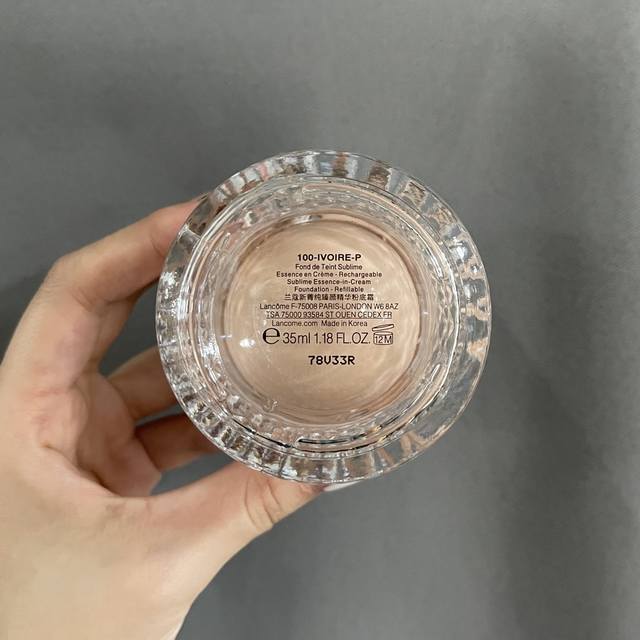 100-IVOIRE-P
Fond de Teint Sublime
Essence en Crème - Rechargeable
Sublime Essence-in-Cream
Foundation - Refillable
兰蔻新菁纯臻颜精华粉底霜
Lancôme F-75008 PARIS-LONDON W6 8AZ
TSA 75000 93584 ST OUEN CEDEX FR
Lancome.com Made in Korea
e 35ml 1.18 FL.OZ. 12M
78V33R